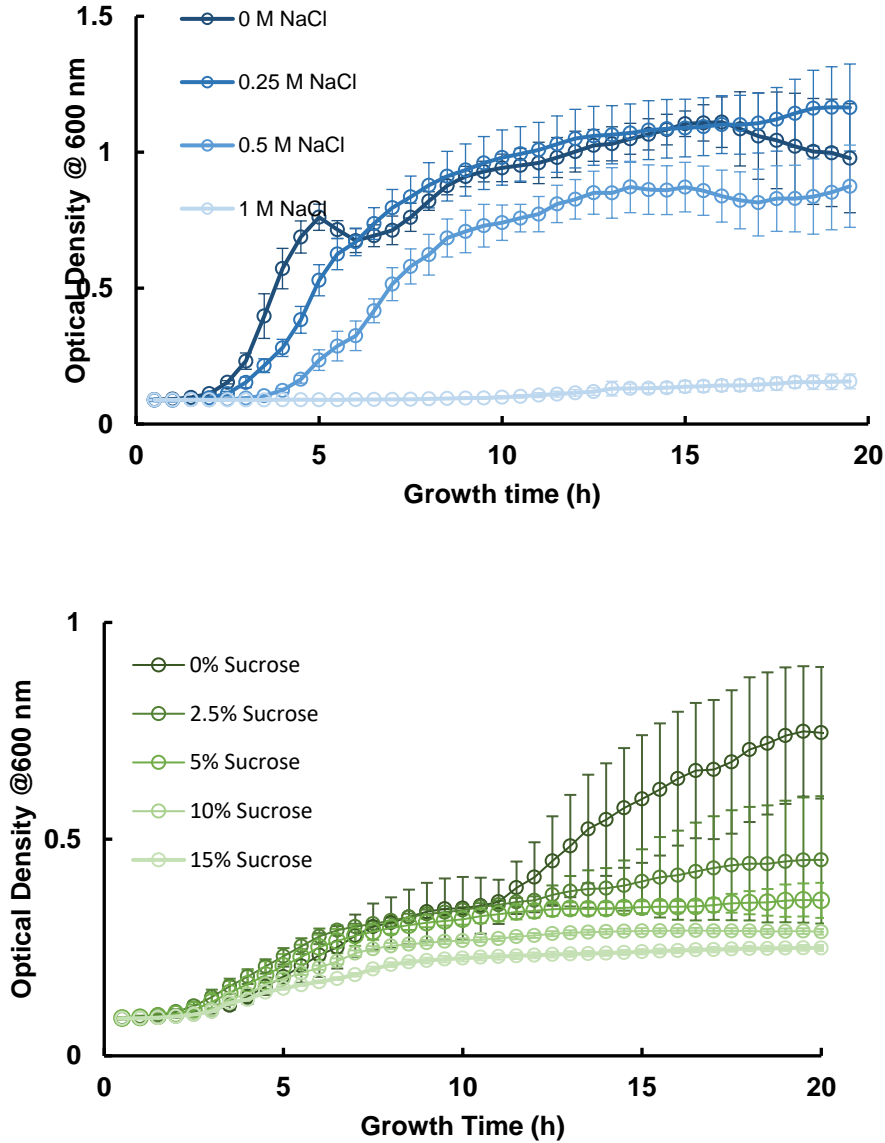 1.5
1
0.5
0
0 M NaCl
0.25 M NaCl
0.5 M NaCl
1 M NaCl
Optical Density @ 600 nm
0 5 10 15 20
Growth time (h)
1
0.5
0
0% Sucrose
2.5% Sucrose
5% Sucrose
10% Sucrose
15% Sucrose
Optical Density @600 nm
0 5 10 15 20
Growth Time (h)